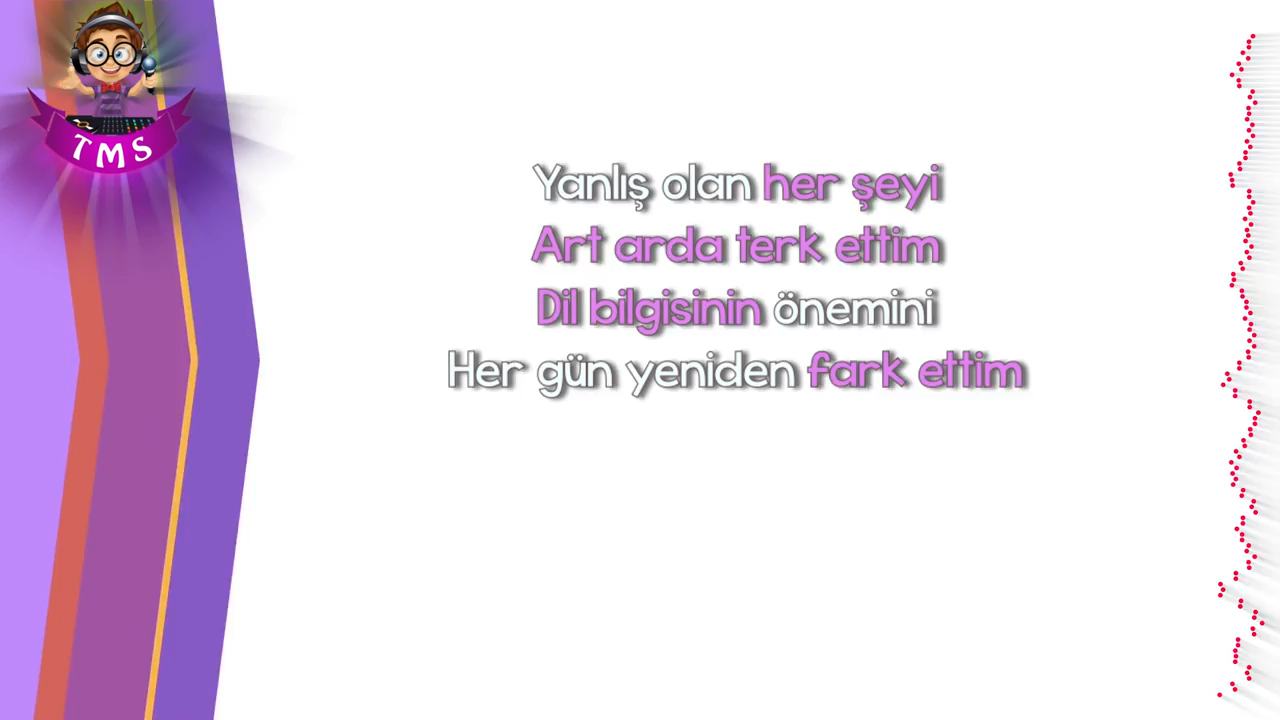 TMS
Yanlış olan her şeyi
Art arda terk ettim
Dil bilgisinin önemini
Her gün yeniden fark ettim